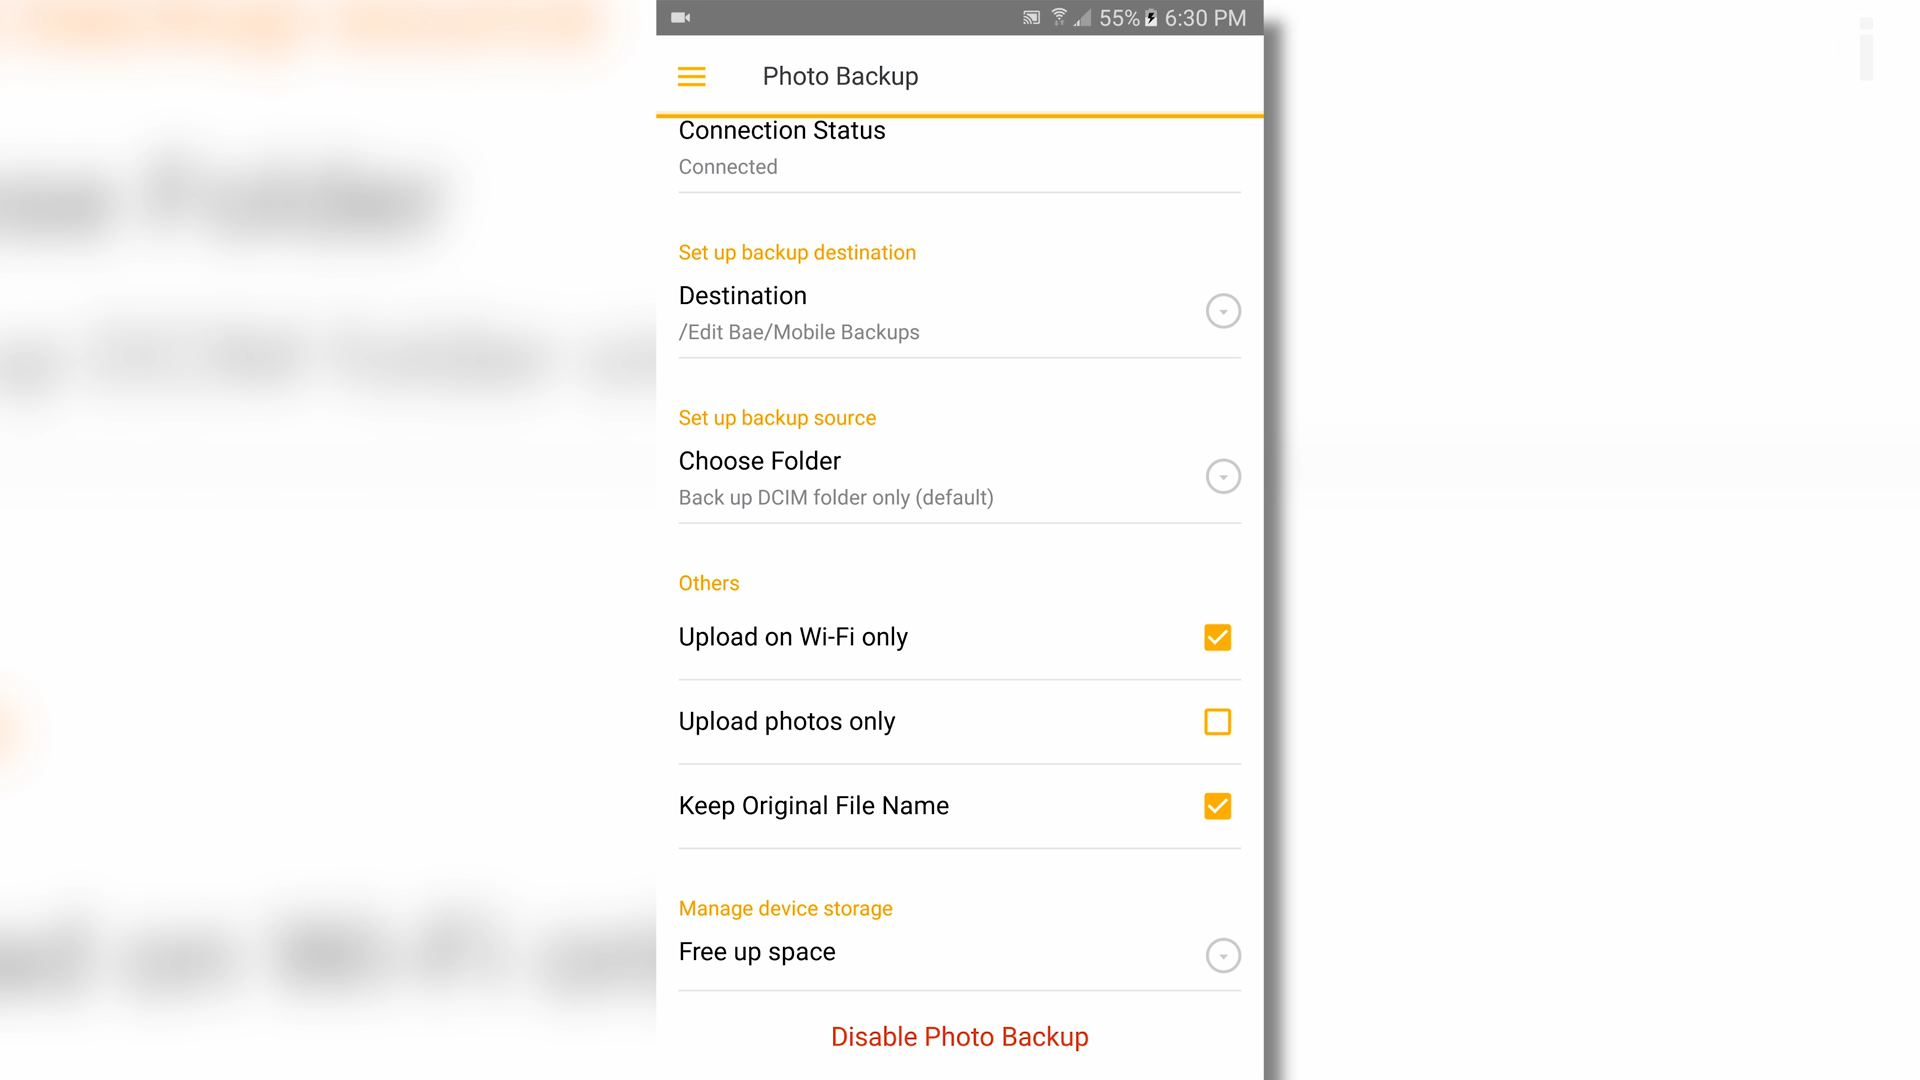 55% 6:30 PM
Photo Backup
Connection Status
Connected
Set up backup destination
Destination
/Edit Bae/Mobile Backups
Set up backup source
Choose Folder
Back up DCIM folder only (default)
Others
Upload on Wi-Fi only
Upload photos only
Keep Original File Name
Manage device storage
Free up space
Disable Photo Backup